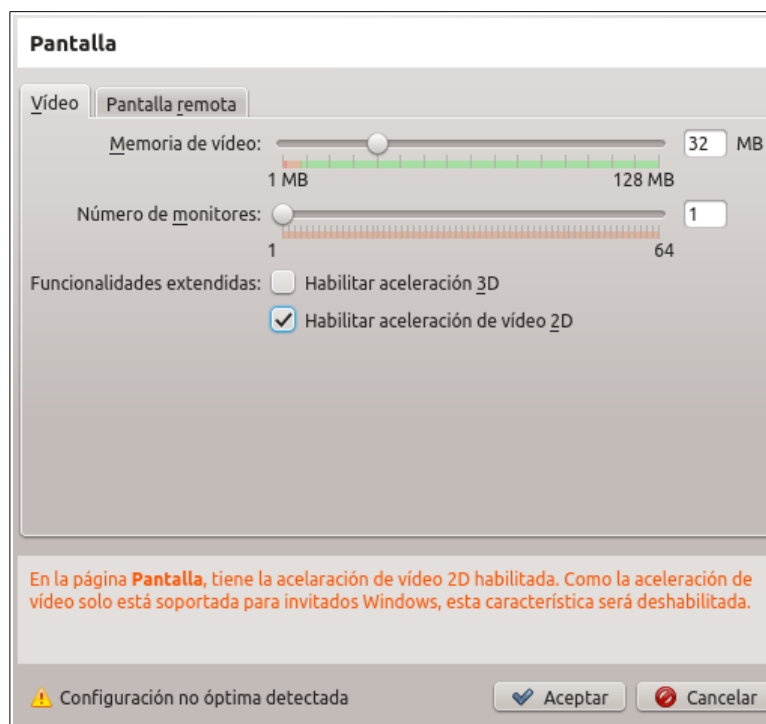 Pantalla
Vídeo
Pantalla remota
Memoria de vídeo:
32 MB
1 MB
128 MB
Número de monitores:
1
1
64
Funcionalidades extendidas:
Habilitar aceleración 3D
Habilitar aceleración de vídeo 2D
En la página Pantalla, tiene la acelaración de vídeo 2D habilitada. Como la aceleración de
vídeo solo está soportada para invitados Windows, esta característica será deshabilitada.
Configuración no óptima detectada
Aceptar
Cancelar